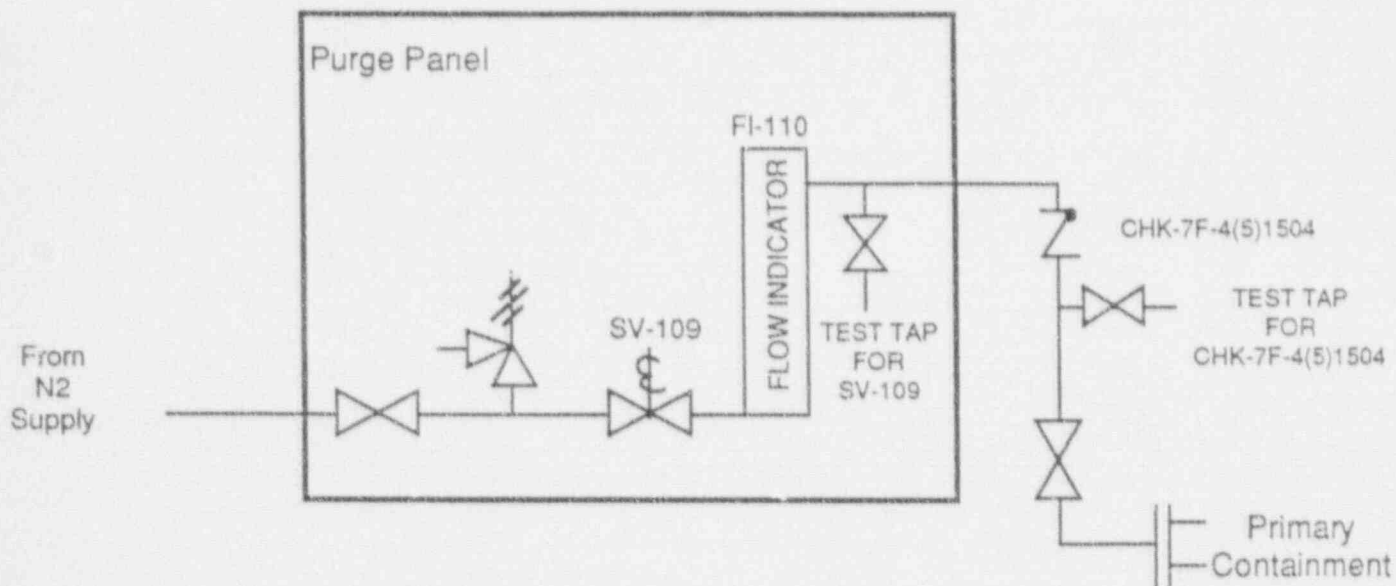 Purge Panel
FI-110
FLOW INDICATOR
SV-109
TEST TAP
FOR
SV-109
CHK-7F-4(5)1504
TEST TAP
FOR
CHK-7F-4(5)1504
From
N2
Supply
Primary
Containment